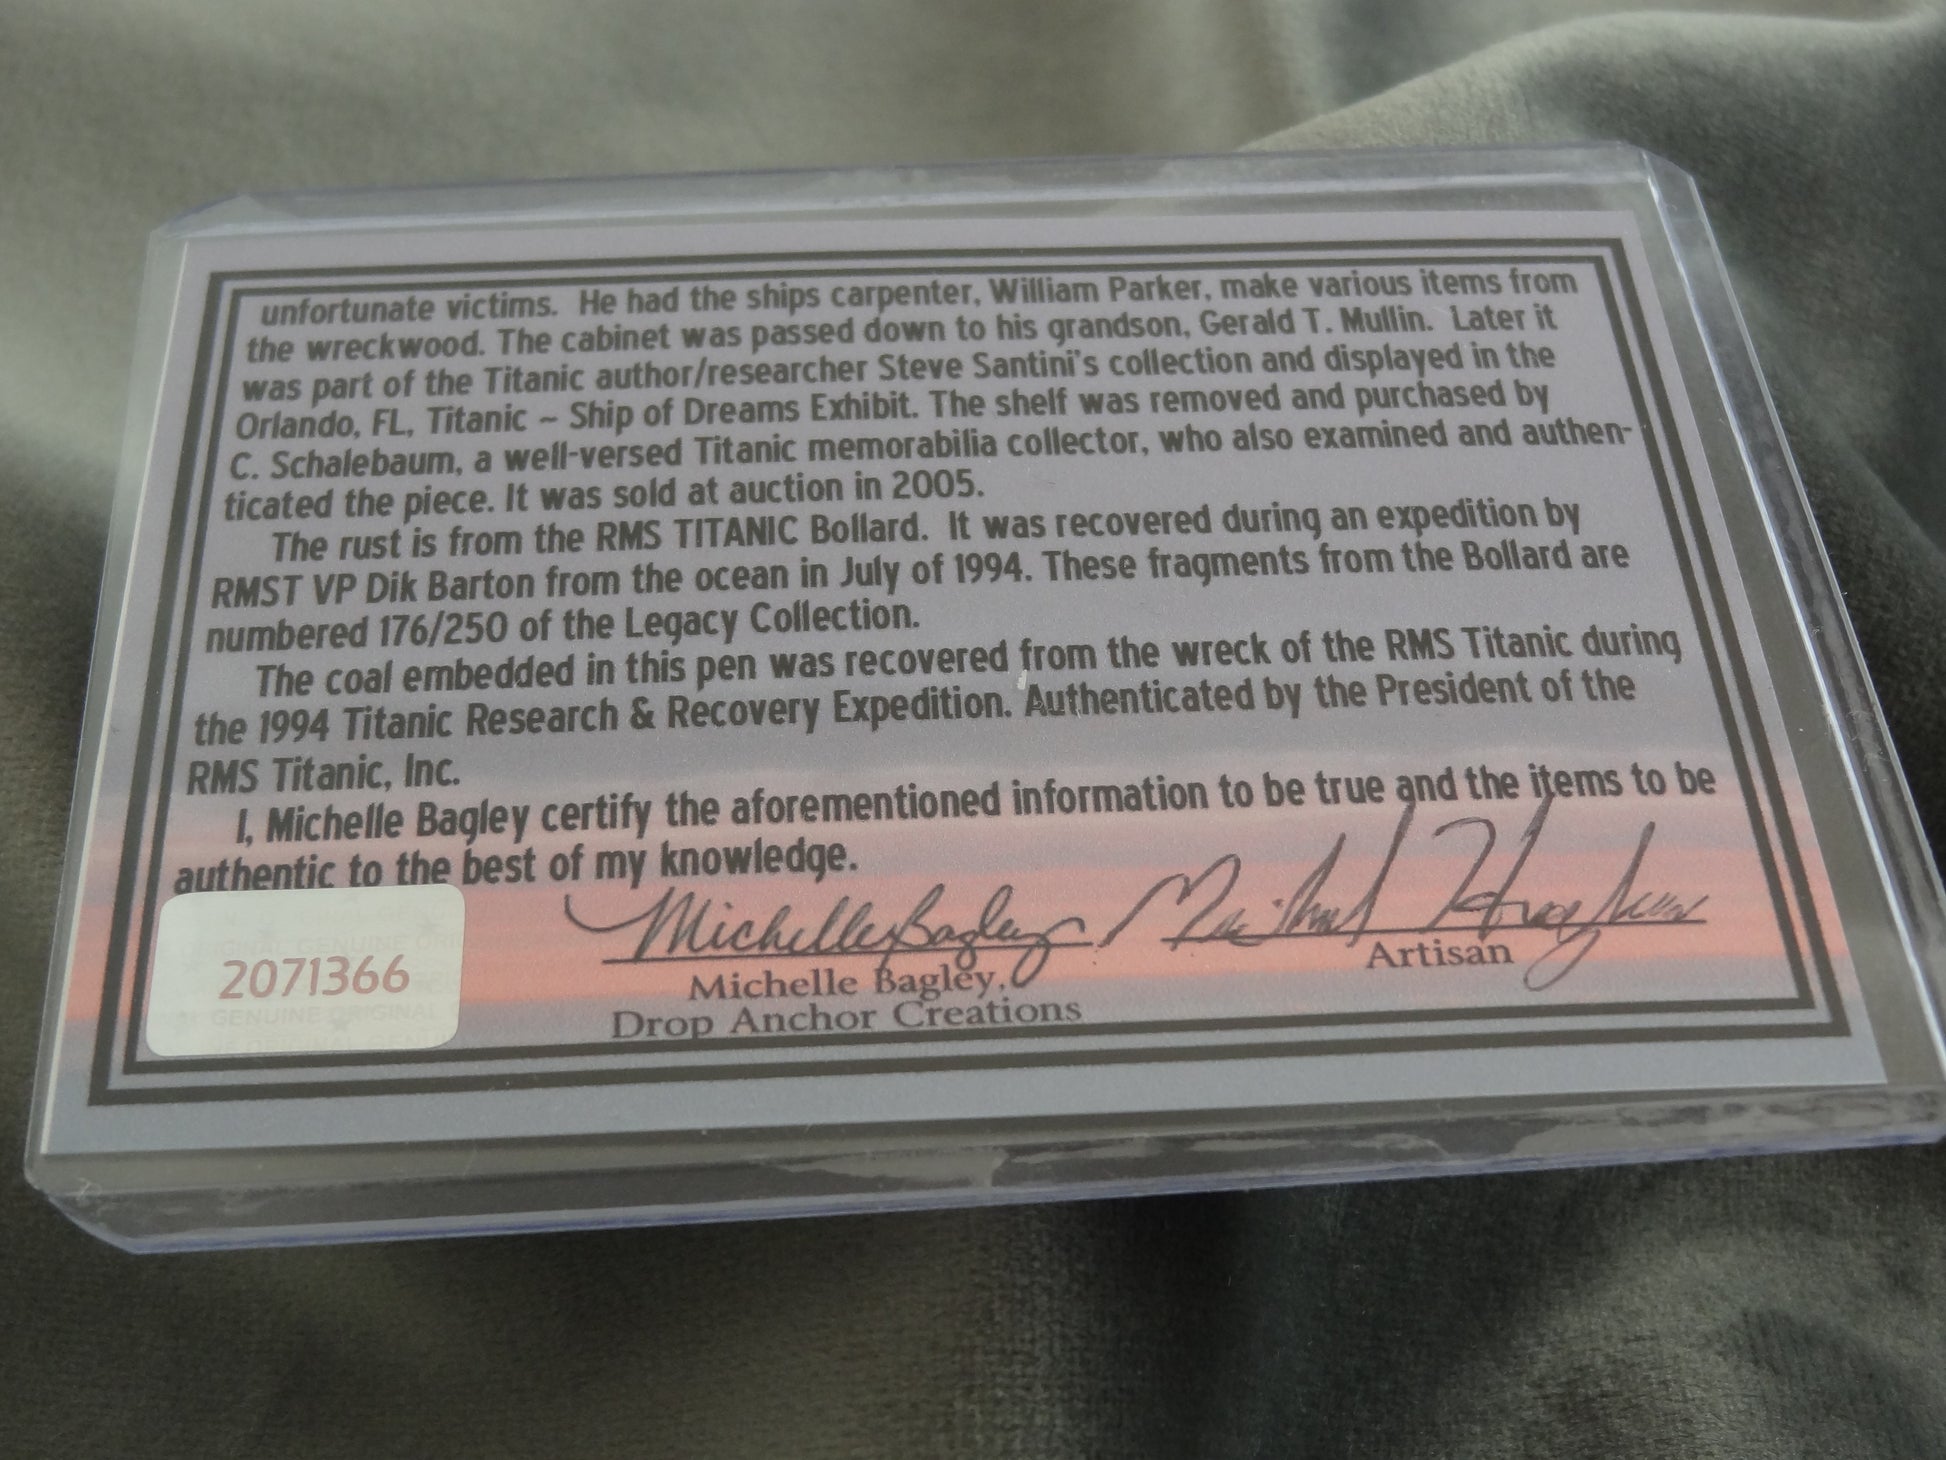 unfortunate victims. He had the ships carpenter, William Parker, make various items from
the wreckwood. The cabinet was passed down to his grandson, Gerald T. Mullin. Later it
was part of the Titanic author/researcher Steve Santini's collection and displayed in the
Orlando, FL, Titanic ~ Ship of Dreams Exhibit. The shelf was removed and purchased by
C. Schalebaum, a well-versed Titanic memorabilia collector, who also examined and authen-
ticated the piece. It was sold at auction in 2005.
The rust is from the RMS TITANIC Bollard. It was recovered during an expedition by
RMST VP Dik Barton from the ocean in July of 1994. These fragments from the Bollard are
numbered 176/250 of the Legacy Collection.
The coal embedded in this pen was recovered from the wreck of the RMS Titanic during
the 1994 Titanic Research & Recovery Expedition. Authenticated by the President of the
RMS Titanic, Inc.
I, Michelle Bagley certify the aforementioned information to be true and the items to be
authentic to the best of my knowledge.
Michelle Bagley
Michelle Bagley,
Drop Anchor Creations
Artisan
ORIGINAL GENUINE ORI
2071366
GENUINE ORIGINAL